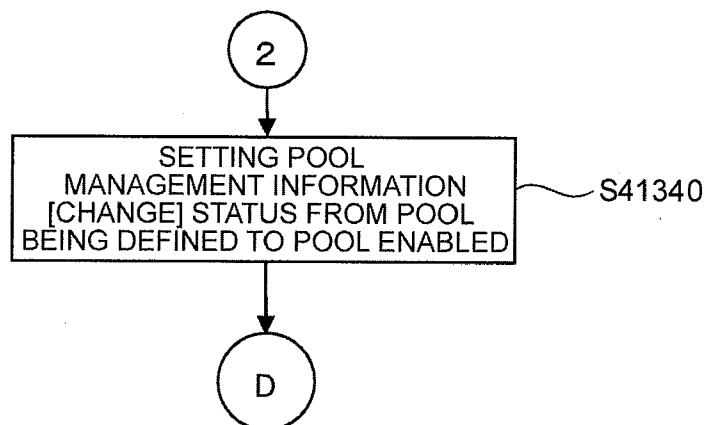 2
SETTING POOL
MANAGEMENT INFORMATION
[CHANGE] STATUS FROM POOL
BEING DEFINED TO POOL ENABLED
S41340
D